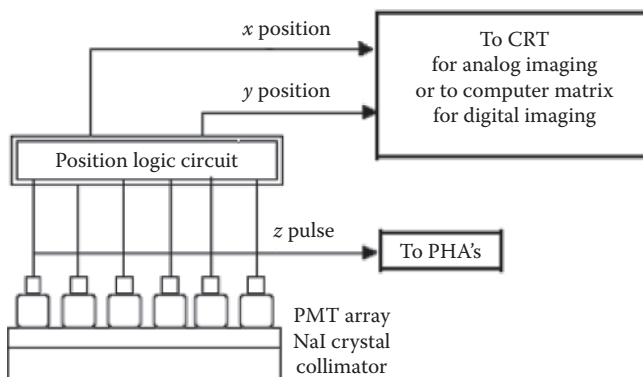 x position
To CRT
for analog imaging
or to computer matrix
for digital imaging
y position
Position logic circuit
z pulse
To PHA's
PMT array
NaI crystal
collimator